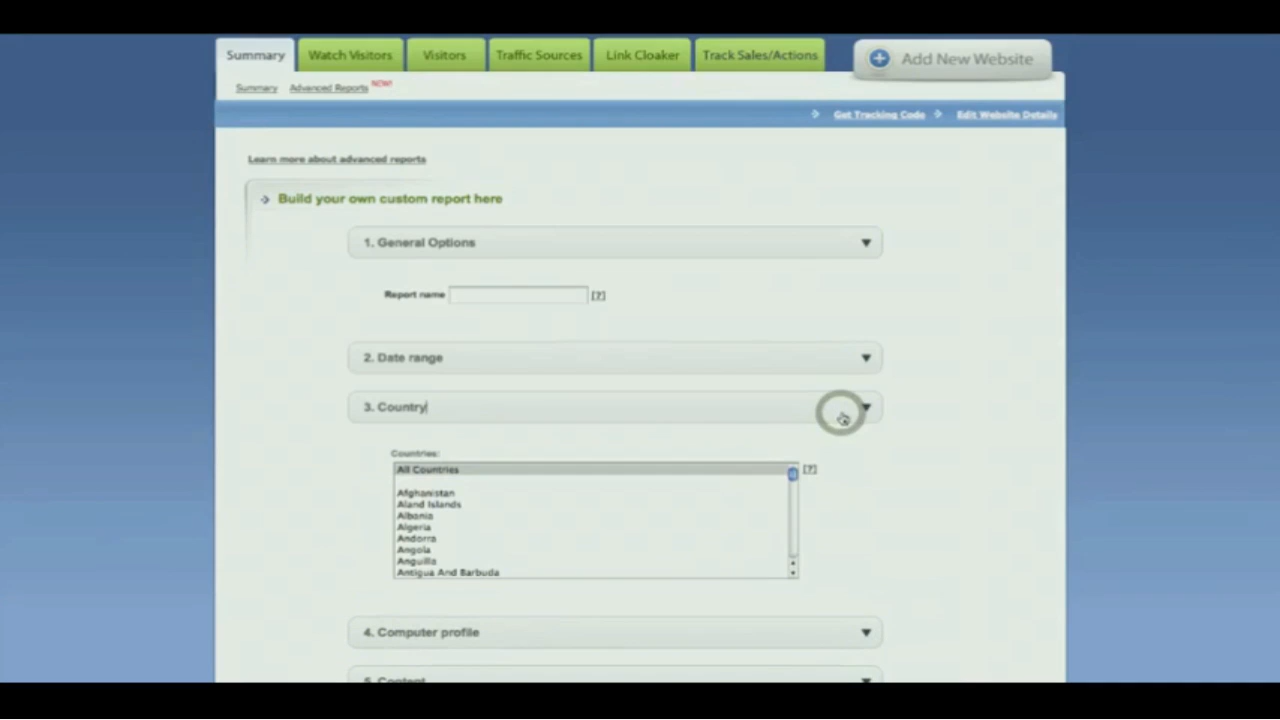 Summary Watch Visitors Visitors Traffic Sources Link Cloaker Track Sales/Actions Add New Website
Summary Advanced Reports NEW!
Get Tracking Code Edit Website Details
Learn more about advanced reports
Build your own custom report here
1. General Options
Report name [?]
2. Date range
3. Country
Countries:
All Countries [?]
Afghanistan
Aland Islands
Albania
Algeria
Andorra
Angola
Anguilla
Antigua And Barbuda
4. Computer profile
5. Content